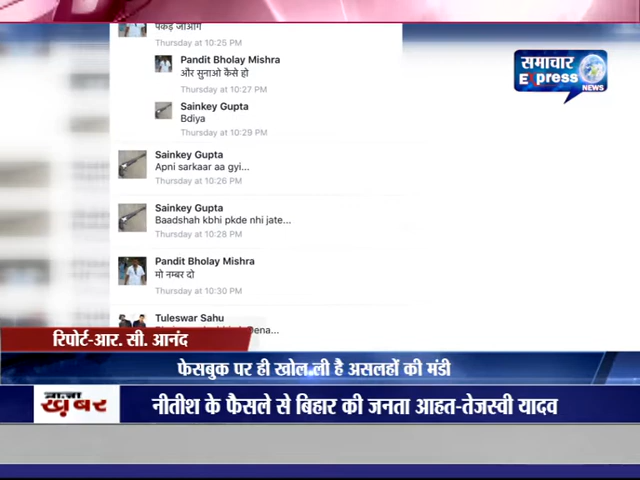 पकड़ जाओगे
Thursday at 10:25 PM
Pandit Bholay Mishra
और सुनाओ कैसे हो
Thursday at 10:27 PM
Sainkey Gupta
Bdiya
Thursday at 10:29 PM
Sainkey Gupta
Apni sarkaar aa gyi...
Thursday at 10:26 PM
Sainkey Gupta
Baadshah kbhi pkde nhi jate...
Thursday at 10:28 PM
Pandit Bholay Mishra
मो नम्बर दो
Thursday at 10:30 PM
Tuleswar Sahu
समाचार
Express
NEWS
रिपोर्ट-आर. सी. आनंद
फेसबुक पर ही खोल ली है असलहों की मंडी
ताजा
ख़बर
नीतीश के फैसले से बिहार की जनता आहत-तेजस्वी यादव